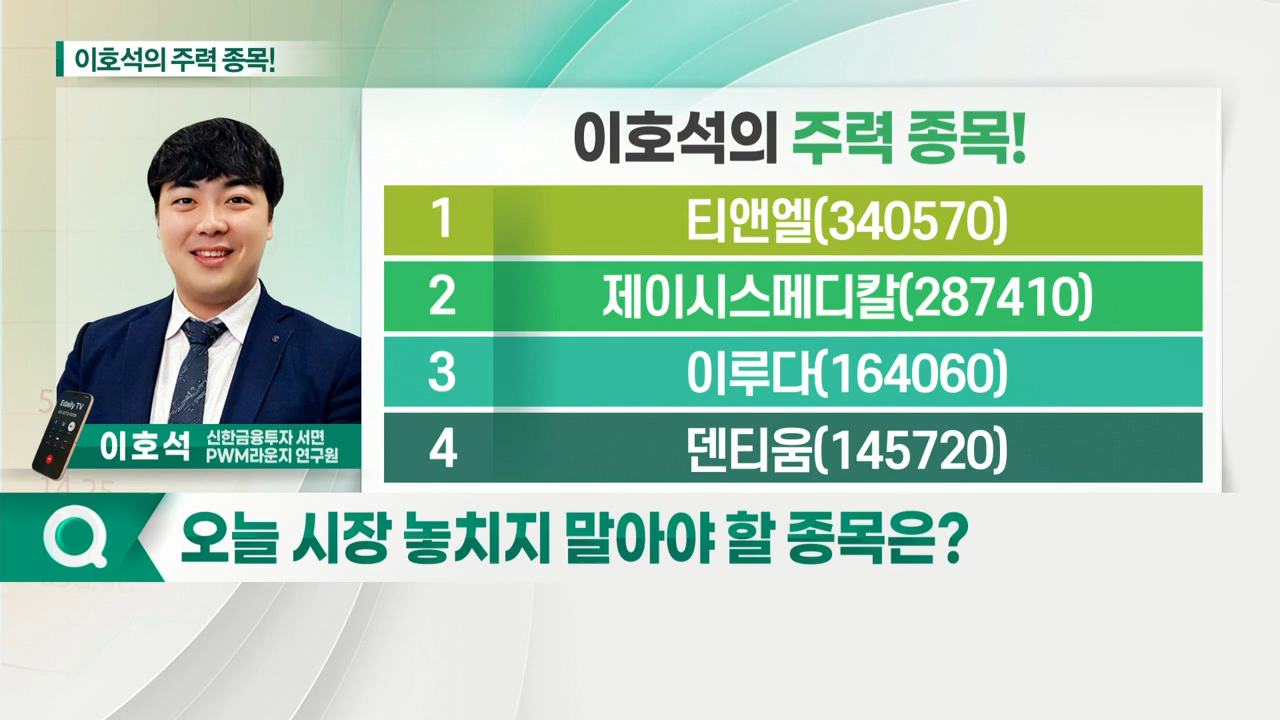 이호석의 주력 종목!
이호석의 주력 종목!
1 티앤엘(340570)
2 제이시스메디칼(287410)
3 이루다(164060)
4 덴티움(145720)
Edaily TV
이호석 신한금융투자 서면
PWM라운지 연구원
오늘 시장 놓치지 말아야 할 종목은?